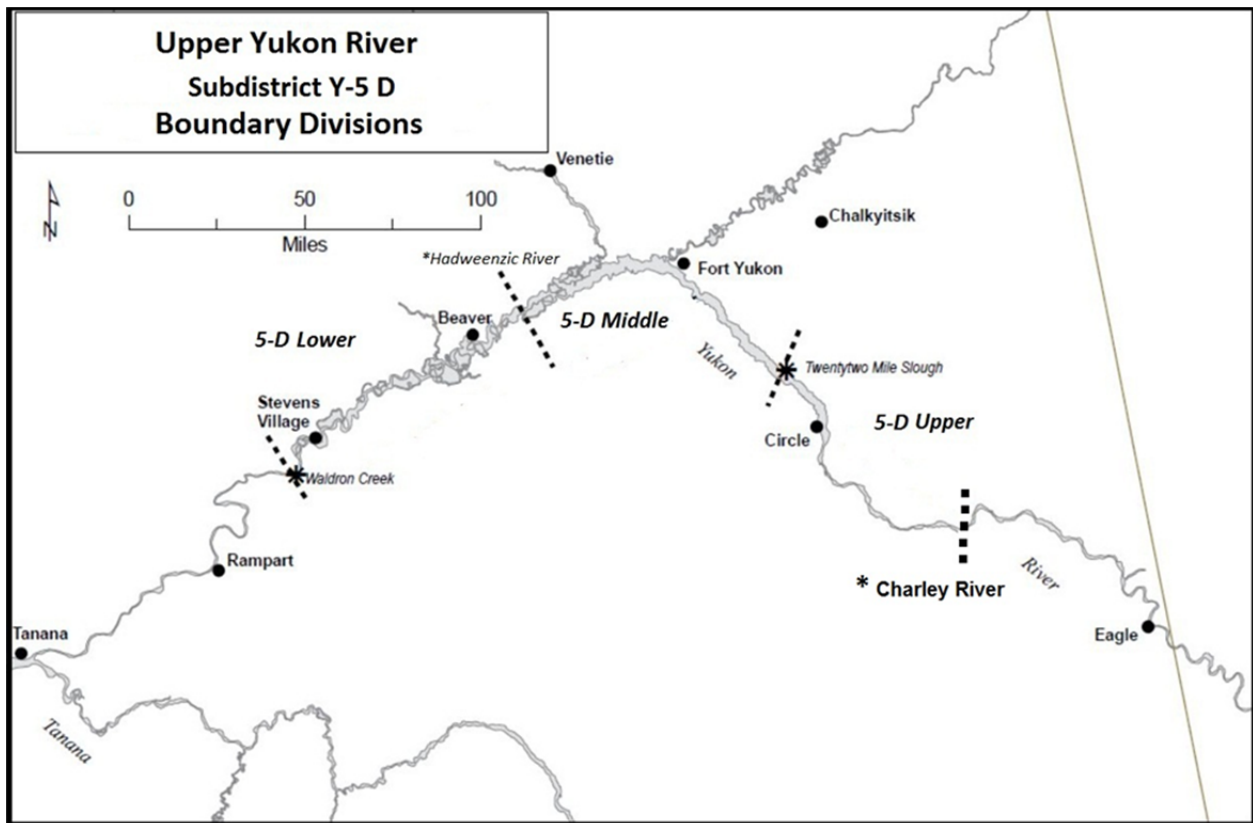 Upper Yukon River
Subdistrict Y-5 D
Boundary Divisions
Venetie
0 50 100
Miles
N
Chalkyitsik
*Hadweenzic River
Fort Yukon
Beaver
5-D Middle
5-D Lower
Yukon
Twentytwo Mile Slough
Stevens
Village
5-D Upper
Circle
Waldron Creek
Rampart
River
* Charley River
Tanana
Eagle
Tanana